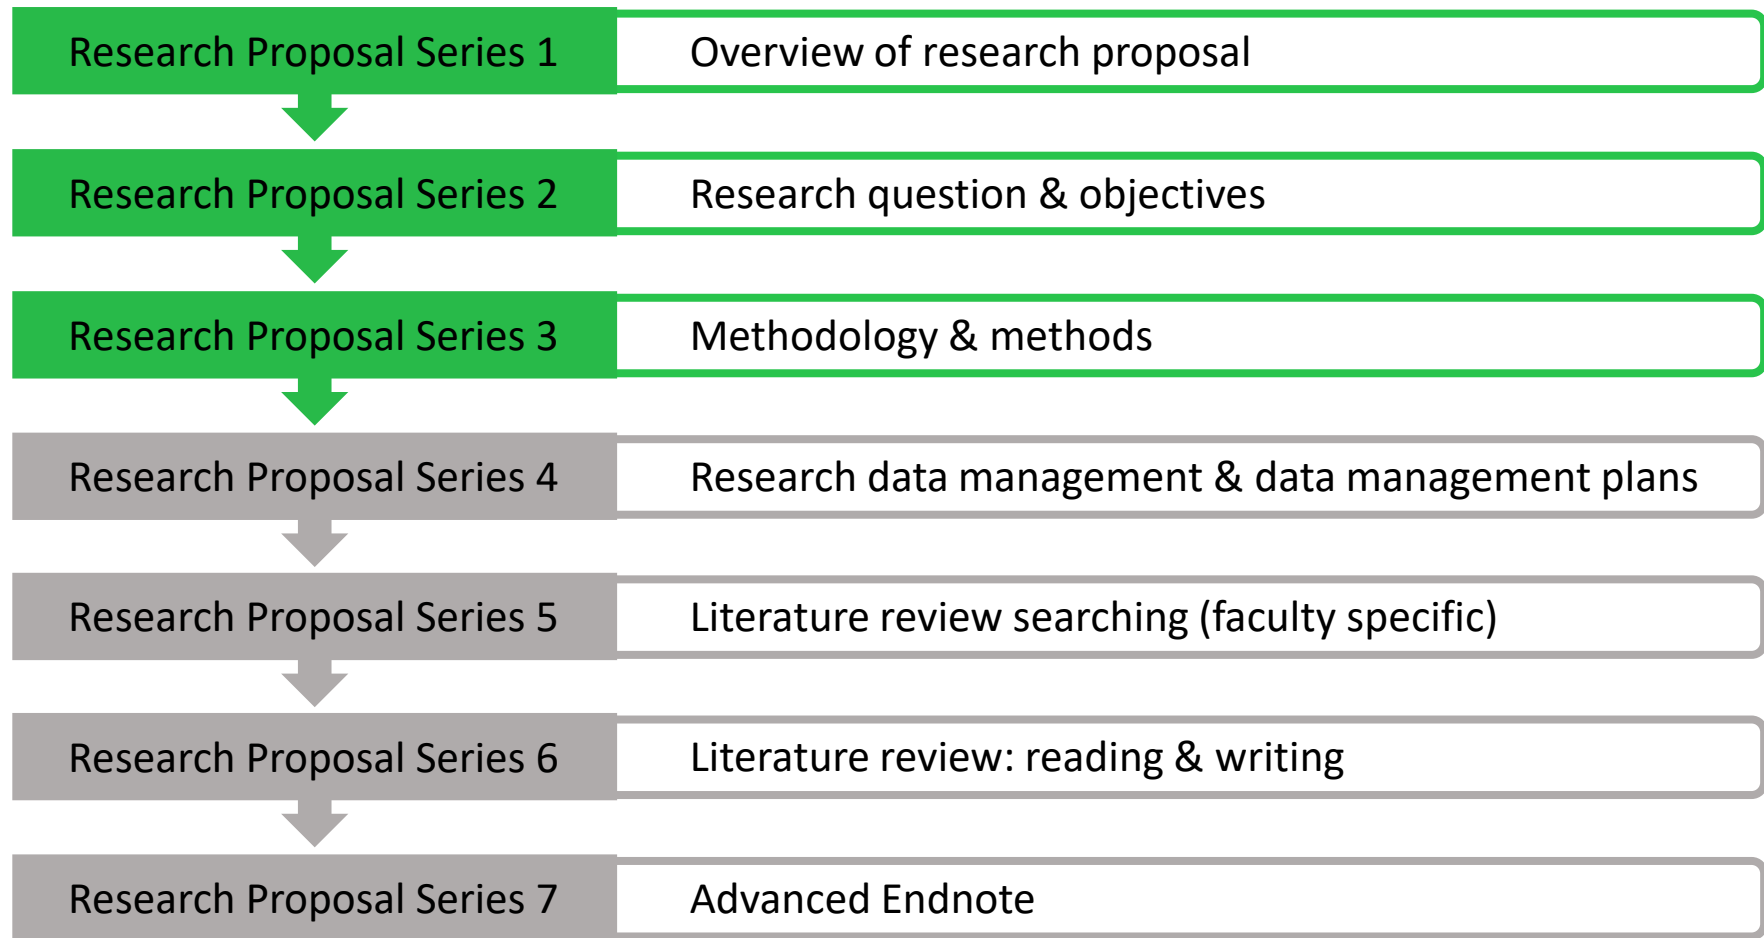 Research Proposal Series 1 Overview of research proposal
Research Proposal Series 2 Research question & objectives
Research Proposal Series 3 Methodology & methods
Research Proposal Series 4 Research data management & data management plans
Research Proposal Series 5 Literature review searching (faculty specific)
Research Proposal Series 6 Literature review: reading & writing
Research Proposal Series 7 Advanced Endnote